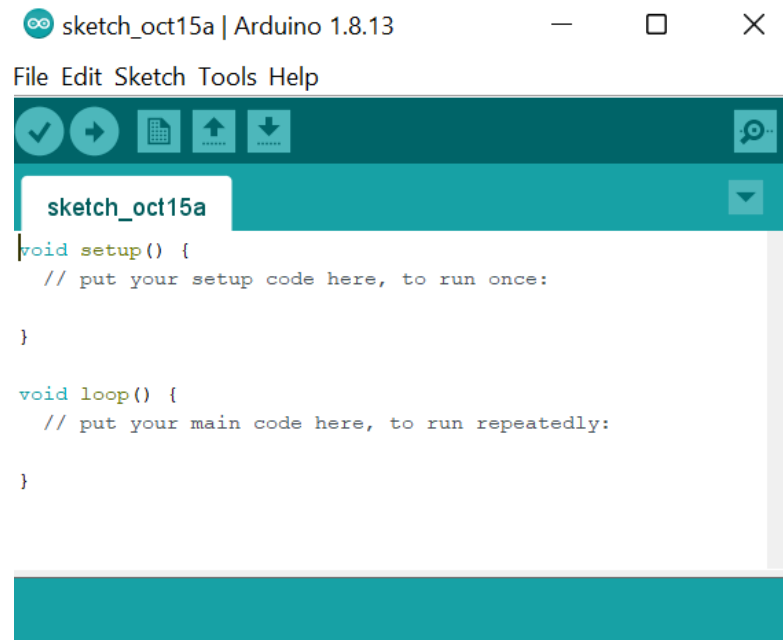 sketch_oct15a | Arduino 1.8.13
File Edit Sketch Tools Help
sketch_oct15a
void setup() {
  // put your setup code here, to run once:
}
void loop() {
  // put your main code here, to run repeatedly:
}